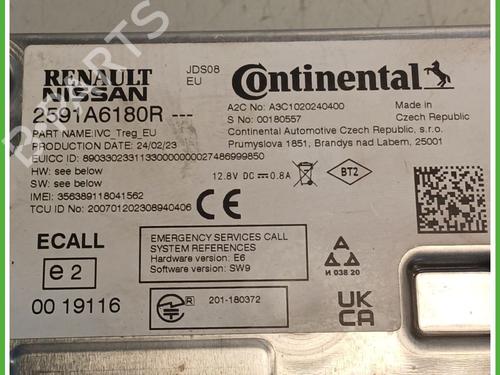 RENAULT
NISSAN
JDS08
EU
Continental
2591A6180R ---
A2C No: A3C1020240400
Made in
S No: 00180557
Czech Republic
PART NAME:IVC_Treg_EU
Continental Automotive Czech Republic, s.r.o.
PRODUCTION DATE: 24/02/23
Prumyslova 1851, Brandys nad Labem, 25001
EUICC ID: 89033023311330000000027486999850
HW: see below
SW: see below
12.8V DC 0.8A
BT2
IMEI: 356389118041562
TCU ID NO: 200701202308940406
CE
ECALL
EMERGENCY SERVICES CALL
SYSTEM REFERENCES
Hardware version: E6
Software version: SW9
e2
И 038 20
00 19116
R
201-180372
UK
CA